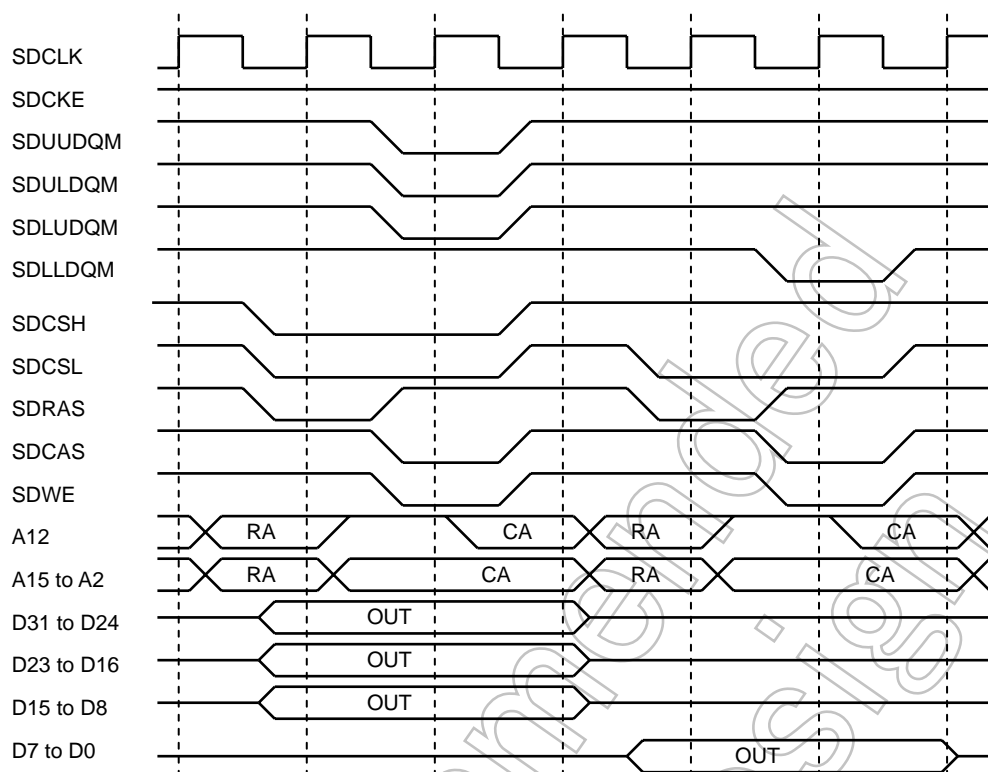 SDCLK
SDCKE
SDUUDQM
SDULDQM
SDLUDQM
SDLLDQM
SDCSH
SDCSL
SDRAS
SDCAS
SDWE
A12 RA CA RA CA
A15 to A2 RA CA RA CA
D31 to D24 OUT
D23 to D16 OUT
D15 to D8 OUT
D7 to D0 OUT